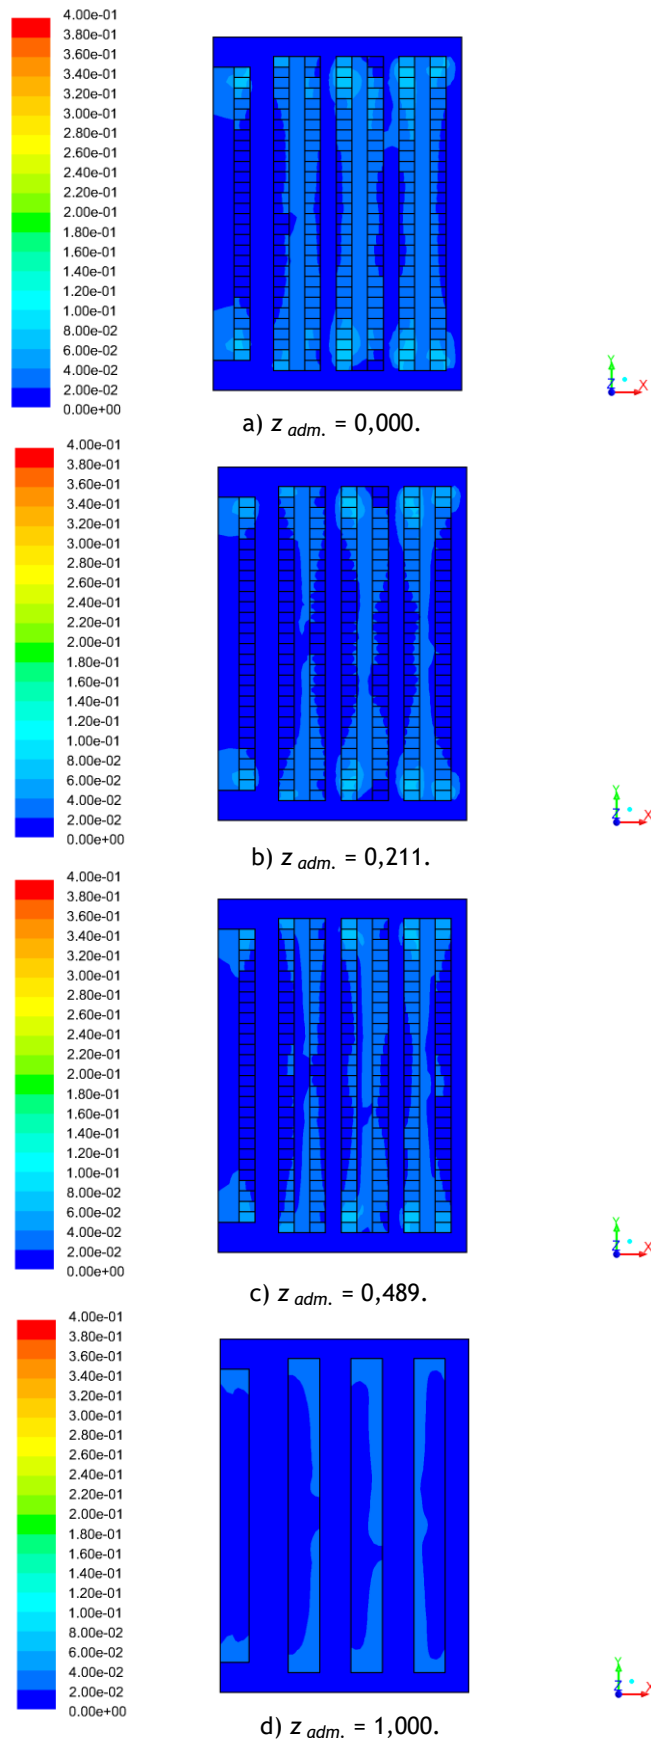 4.00e-01
3.80e-01
3.60e-01
3.40e-01
3.20e-01
3.00e-01
2.80e-01
2.60e-01
2.40e-01
2.20e-01
2.00e-01
1.80e-01
1.60e-01
1.40e-01
1.20e-01
1.00e-01
8.00e-02
6.00e-02
4.00e-02
2.00e-02
0.00e+00
Y
Z X
a) z adm. = 0,000.
4.00e-01
3.80e-01
3.60e-01
3.40e-01
3.20e-01
3.00e-01
2.80e-01
2.60e-01
2.40e-01
2.20e-01
2.00e-01
1.80e-01
1.60e-01
1.40e-01
1.20e-01
1.00e-01
8.00e-02
6.00e-02
4.00e-02
2.00e-02
0.00e+00
Y
Z X
b) z adm. = 0,211.
4.00e-01
3.80e-01
3.60e-01
3.40e-01
3.20e-01
3.00e-01
2.80e-01
2.60e-01
2.40e-01
2.20e-01
2.00e-01
1.80e-01
1.60e-01
1.40e-01
1.20e-01
1.00e-01
8.00e-02
6.00e-02
4.00e-02
2.00e-02
0.00e+00
Y
Z X
c) z adm. = 0,489.
4.00e-01
3.80e-01
3.60e-01
3.40e-01
3.20e-01
3.00e-01
2.80e-01
2.60e-01
2.40e-01
2.20e-01
2.00e-01
1.80e-01
1.60e-01
1.40e-01
1.20e-01
1.00e-01
8.00e-02
6.00e-02
4.00e-02
2.00e-02
0.00e+00
Y
Z X
d) z adm. = 1,000.